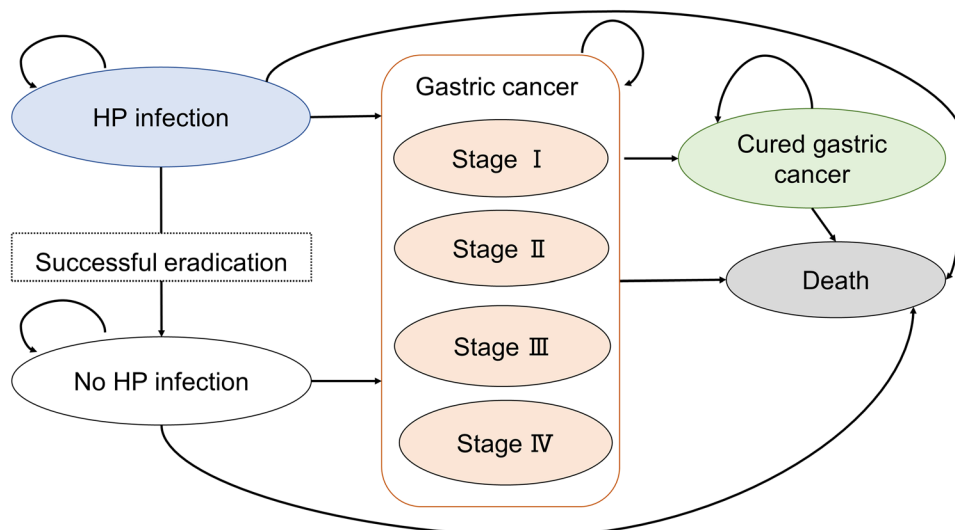 HP infection
Gastric cancer
Stage Ⅰ
Cured gastric
cancer
Stage Ⅱ
Successful eradication
Death
Stage Ⅲ
No HP infection
Stage Ⅳ